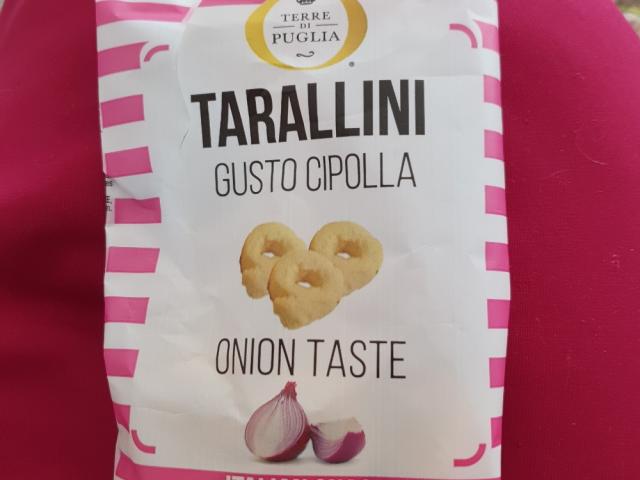 TERRE
DI
PUGLIA
®
TARALLINI
GUSTO CIPOLLA
ONION TASTE